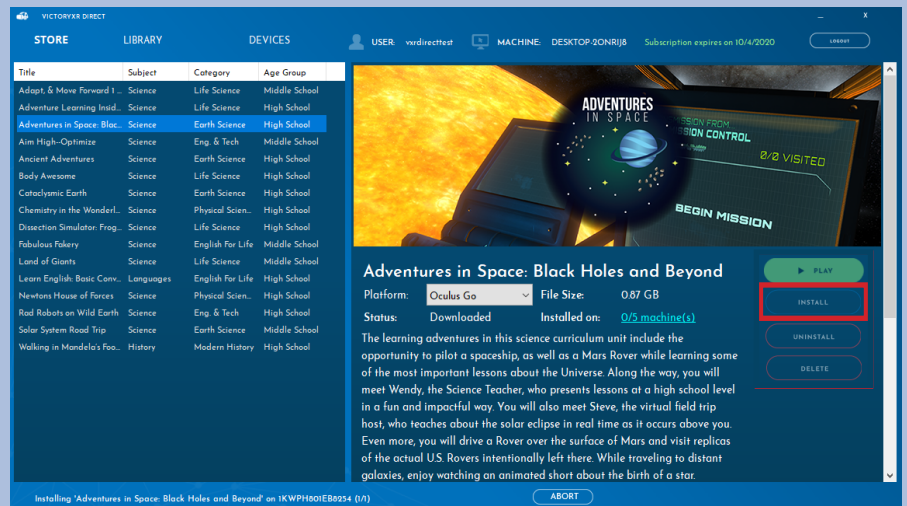 VICTORYXR DIRECT
STORE LIBRARY DEVICES USER: vxrdirecttest MACHINE: DESKTOP-2ONRIJ8 Subscription expires on 10/4/2020 LOGOUT
Title Subject Category Age Group
Adapt, & Move Forward 1 ... Science Life Science Middle School
Adventure Learning Insid... Science Life Science High School
Adventures in Space: Blac... Science Earth Science High School
Aim High--Optimize Science Eng. & Tech Middle School
Ancient Adventures Science Earth Science High School
Body Awesome Science Life Science High School
Cataclysmic Earth Science Earth Science High School
Chemistry in the Wonderl... Science Physical Scien... High School
Dissection Simulator: Frog... Science Life Science High School
Fabulous Fakery Science English For Life Middle School
Land of Giants Science Life Science Middle School
Learn English: Basic Conv... Languages English For Life High School
Newtons House of Forces Science Physical Scien... High School
Rad Robots on Wild Earth Science Eng. & Tech High School
Solar System Road Trip Science Earth Science Middle School
Walking in Mandela's Foo... History Modern History High School
ADVENTURES
IN SPACE
SSION FROM
SSION CONTROL
0/0 VISITED
BEGIN MISSION
Adventures in Space: Black Holes and Beyond
Platform: Oculus Go File Size: 0.87 GB
Status: Downloaded Installed on: 0/5 machine(s)
PLAY
INSTALL
UNINSTALL
DELETE
The learning adventures in this science curriculum unit include the
opportunity to pilot a spaceship, as well as a Mars Rover while learning some
of the most important lessons about the Universe. Along the way, you will
meet Wendy, the Science Teacher, who presents lessons at a high school level
in a fun and impactful way. You will also meet Steve, the virtual field trip
host, who teaches about the solar eclipse in real time as it occurs above you.
Even more, you will drive a Rover over the surface of Mars and visit replicas
of the actual U.S. Rovers intentionally left there. While traveling to distant
galaxies, enjoy watching an animated short about the birth of a star.
Installing 'Adventures in Space: Black Holes and Beyond' on 1KWPH801EB8254 (1/1) ABORT